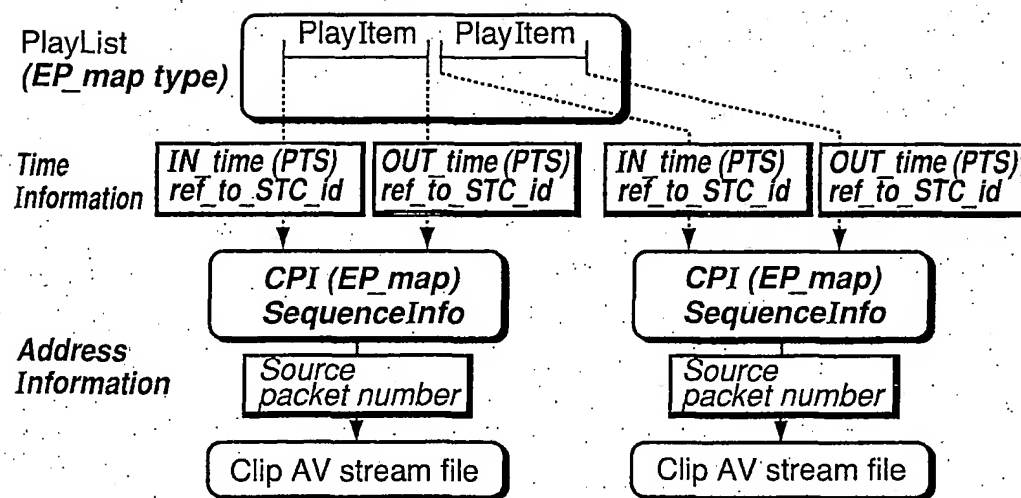 PlayList
(EP_map type)
PlayItem
PlayItem
Time
Information
IN_time (PTS)
ref_to_STC_id
OUT_time (PTS)
ref_to_STC_id
IN_time (PTS)
ref_to_STC_id
OUT_time (PTS)
ref_to_STC_id
CPI (EP_map)
SequenceInfo
CPI (EP_map)
SequenceInfo
Address
Information
Source
packet number
Source
packet number
Clip AV stream file
Clip AV stream file